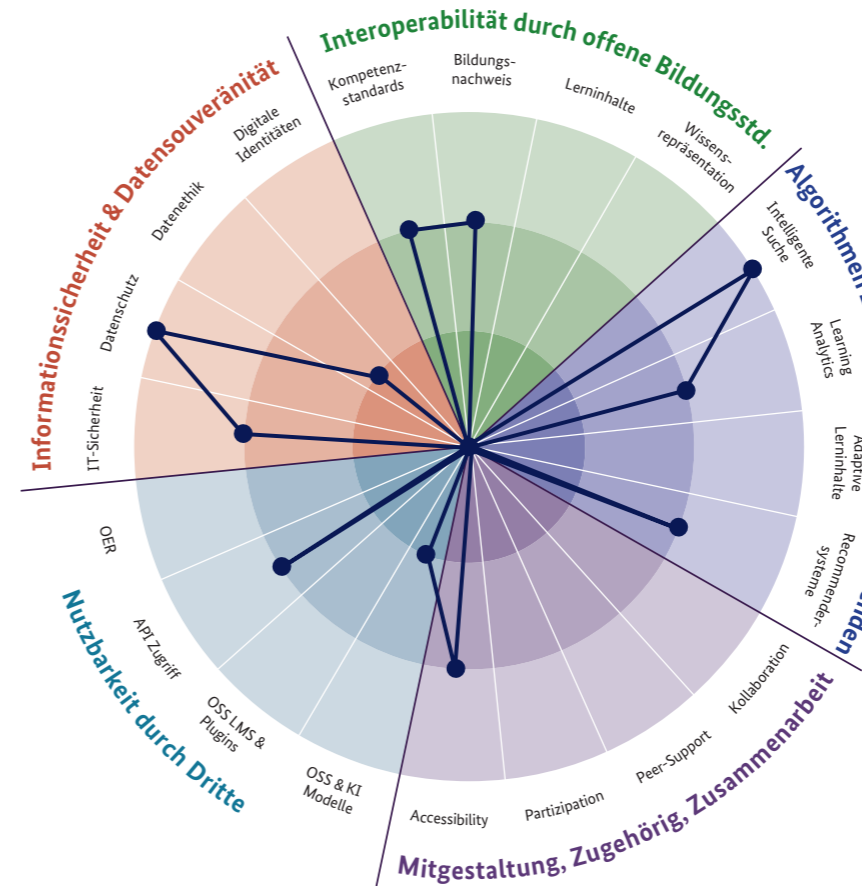 Interoperabilität durch offene Bildungsstd.
Kompetenz-
standards
Bildungs-
nachweis
Lerninhalte
Wissens-
repräsentation
Algorithmen
Intelligente
Suche
Learning
Analytics
Adaptive
Lerninhalte
Recommender-
systeme
Mitgestaltung, Zugehörig, Zusammenarbeit
Kollaboration
Peer-Support
Partizipation
Accessibility
Nutzbarkeit durch Dritte
OSS & KI
Modelle
OSS LMS &
Plugins
API Zugriff
OER
Informationssicherheit & Datensouveränität
IT-Sicherheit
Datenschutz
Datenethik
Digitale
Identitäten